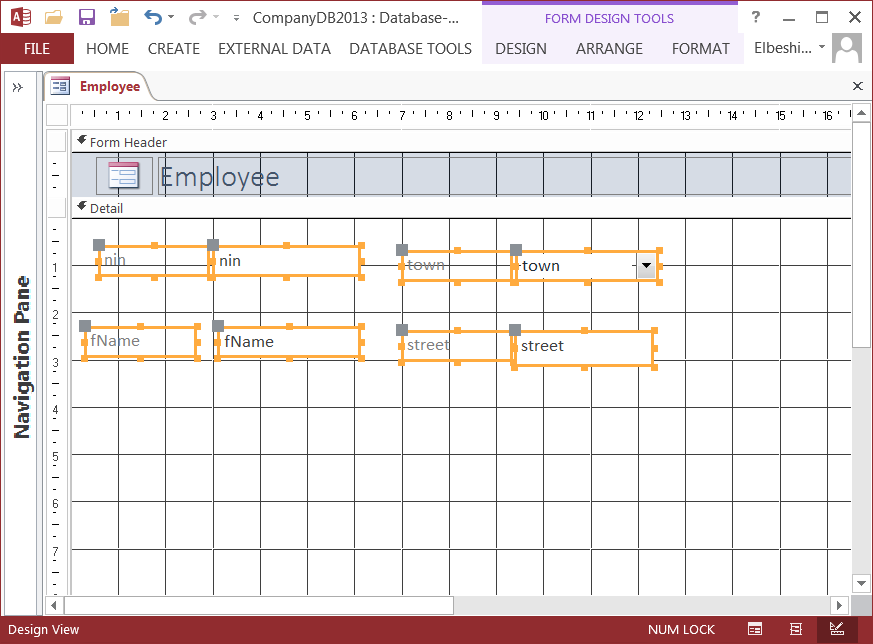 CompanyDB2013 : Database-...
FORM DESIGN TOOLS
?
FILE HOME CREATE EXTERNAL DATA DATABASE TOOLS DESIGN ARRANGE FORMAT Elbeshi...
Employee
1 2 3 4 5 6 7 8 9 10 11 12 13 14 15 16
Form Header
Employee
Detail
nin nin town town
fName fName street street
1
2
3
4
5
6
7
Navigation Pane
Design View NUM LOCK